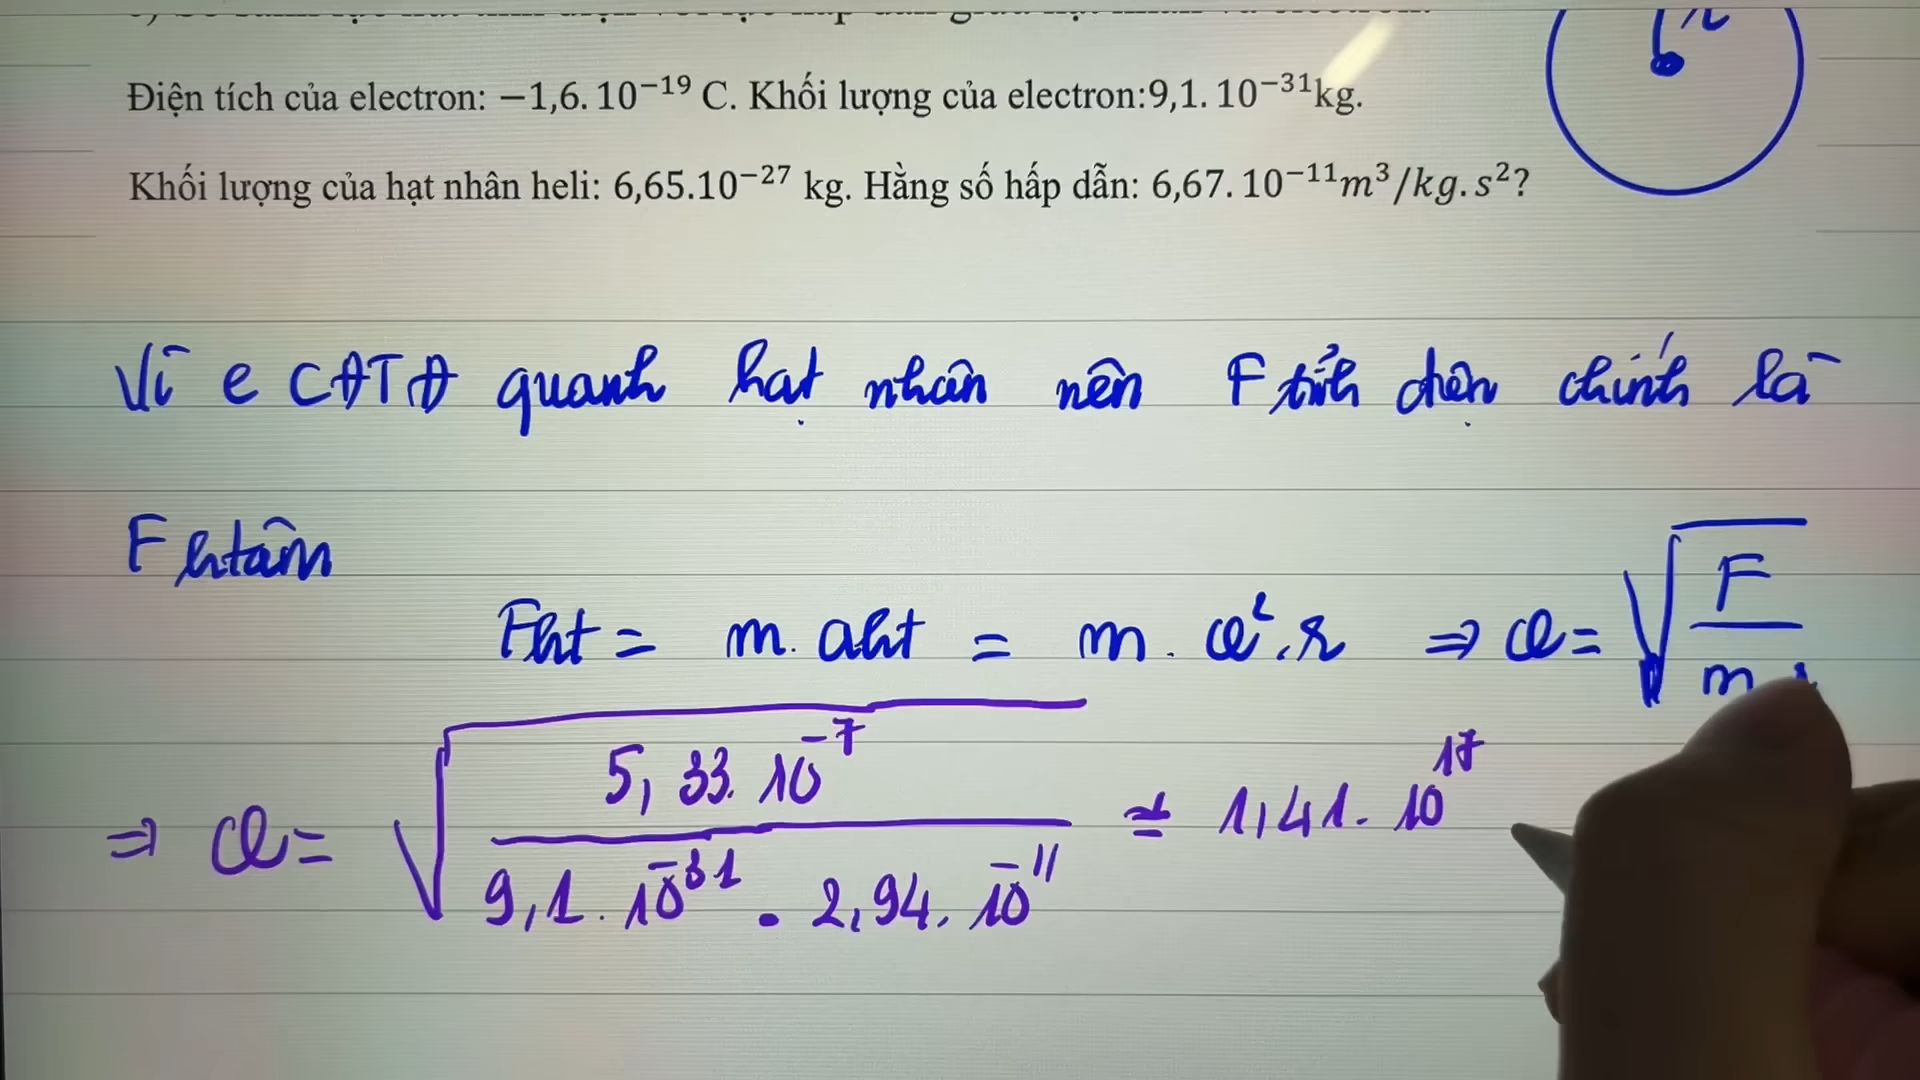 Điện tích của electron: −1,6. 10⁻¹⁹ C. Khối lượng của electron:9,1. 10⁻³¹kg.
Khối lượng của hạt nhân heli: 6,65.10⁻²⁷ kg. Hằng số hấp dẫn: 6,67. 10⁻¹¹m³/kg.s²?
r
Vì e CĐTĐ quanh hạt nhân nên F tĩnh điện chính là
F htâm
Fht = m. aht = m . ω².r ⇒ ω = √(F/m
⇒ ω = √(5,33.10⁻⁷/9,1.10⁻³¹ . 2,94.10⁻¹¹) ≃ 1,41.10¹⁷